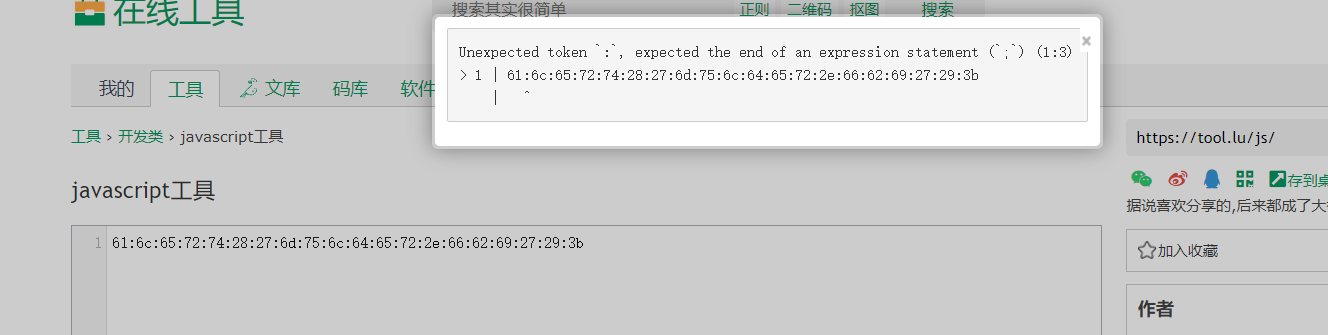 在线工具
搜索其实很简单
正则 二维码 抠图 搜索
Unexpected token `:`, expected the end of an expression statement (`;`) (1:3)
> 1 | 61:6c:65:72:74:28:27:6d:75:6c:64:65:72:2e:66:62:69:27:29:3b
| ^
×
我的 工具 文库 码库 软件
工具 › 开发类 › javascript工具
https://tool.lu/js/
javascript工具
存到桌
据说喜欢分享的,后来都成了大
1 61:6c:65:72:74:28:27:6d:75:6c:64:65:72:2e:66:62:69:27:29:3b
加入收藏
作者